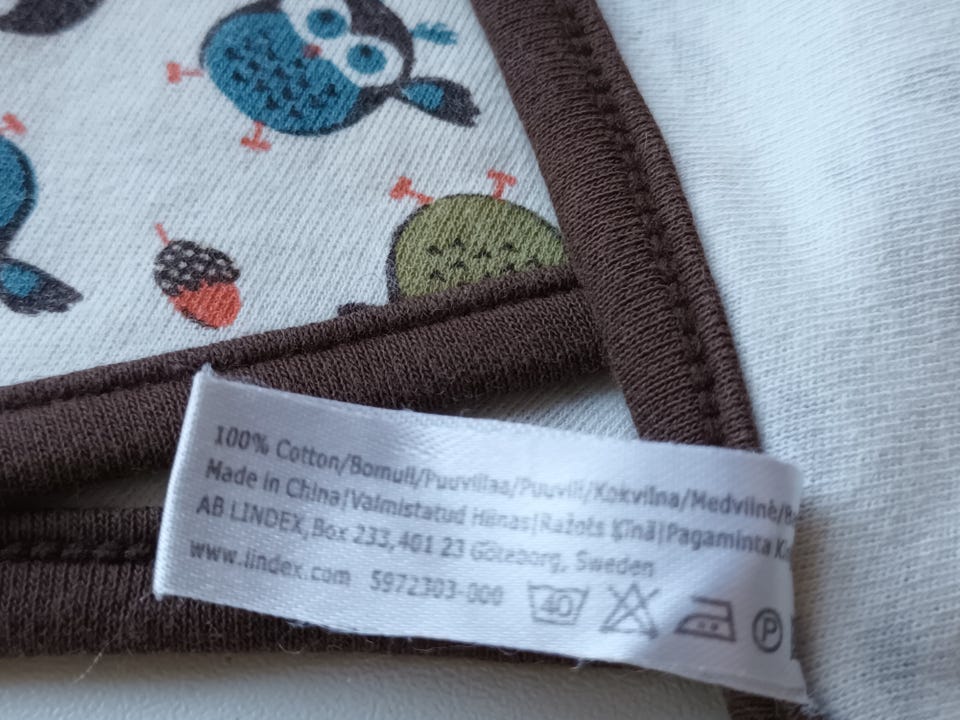 100% Cotton/Bomull/Puuvillaa/Puuvill/Kokvilna/Medvilnė/
Made in China|Valmistatud Hiinas|Ražots Ķīnā|Pagaminta
AB LINDEX, Box 233, 401 23 Göteborg, Sweden
www.lindex.com 5972303-000 40 P